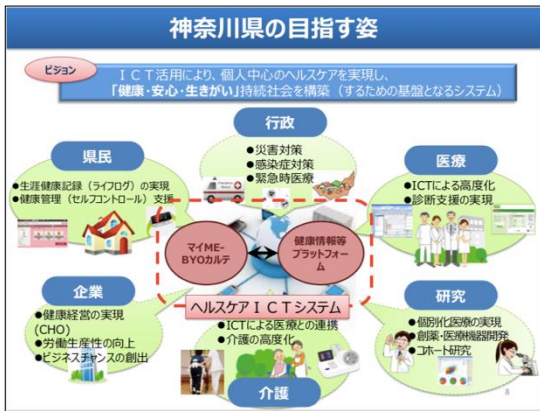 神奈川県の目指す姿
ビジョン
ICT活用により、個人中心のヘルスケアを実現し、
「健康・安心・生きがい」持続社会を構築(するための基盤となるシステム)
行政
●災害対策
●感染症対策
●緊急時医療
県民
●生涯健康記録(ライフログ)の実現
●健康管理(セルフコントロール)支援
医療
●ICTによる高度化
●診断支援の実現
マイME-
BYOカルテ
健康情報等
プラットフォー
ム
ヘルスケアICTシステム
企業
●健康経営の実現
(CHO)
●労働生産性の向上
●ビジネスチャンスの創出
●ICTによる医療との連携
●介護の高度化
介護
研究
●個別化医療の実現
●創薬・医療機器開発
●コホート研究
8